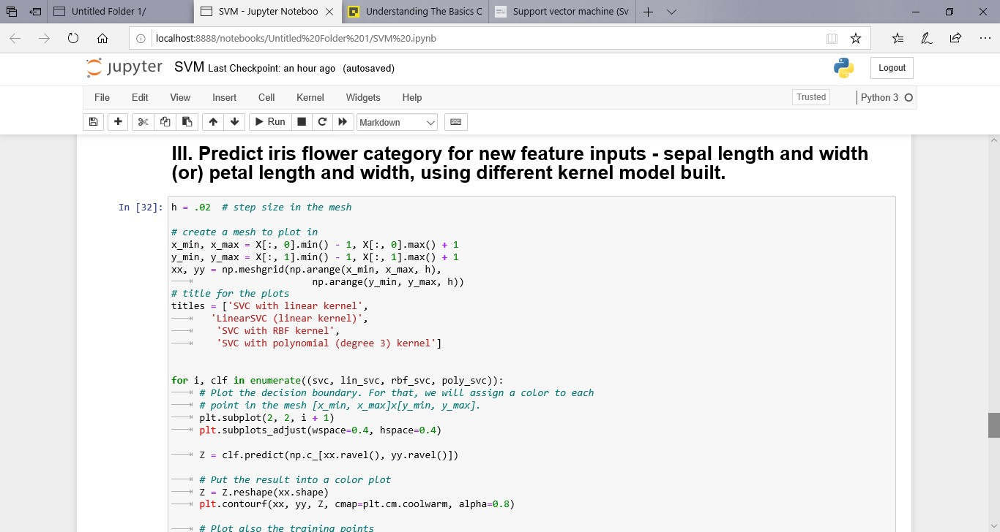 Untitled Folder 1/
SVM - Jupyter Noteboo
Understanding The Basics C
Support vector machine (Sv
localhost:8888/notebooks/Untitled%20Folder%201/SVM%20.ipynb
jupyter SVM Last Checkpoint: an hour ago (autosaved)
Logout
File Edit View Insert Cell Kernel Widgets Help
Trusted
Python 3
Run
Markdown
III. Predict iris flower category for new feature inputs - sepal length and width
(or) petal length and width, using different kernel model built.
In [32]:
h = .02  # step size in the mesh
# create a mesh to plot in
x_min, x_max = X[:, 0].min() - 1, X[:, 0].max() + 1
y_min, y_max = X[:, 1].min() - 1, X[:, 1].max() + 1
xx, yy = np.meshgrid(np.arange(x_min, x_max, h),
np.arange(y_min, y_max, h))
# title for the plots
titles = ['SVC with linear kernel',
'LinearSVC (linear kernel)',
'SVC with RBF kernel',
'SVC with polynomial (degree 3) kernel']
for i, clf in enumerate((svc, lin_svc, rbf_svc, poly_svc)):
# Plot the decision boundary. For that, we will assign a color to each
# point in the mesh [x_min, x_max]x[y_min, y_max].
plt.subplot(2, 2, i + 1)
plt.subplots_adjust(wspace=0.4, hspace=0.4)
Z = clf.predict(np.c_[xx.ravel(), yy.ravel()])
# Put the result into a color plot
Z = Z.reshape(xx.shape)
plt.contourf(xx, yy, Z, cmap=plt.cm.coolwarm, alpha=0.8)
# Plot also the training points